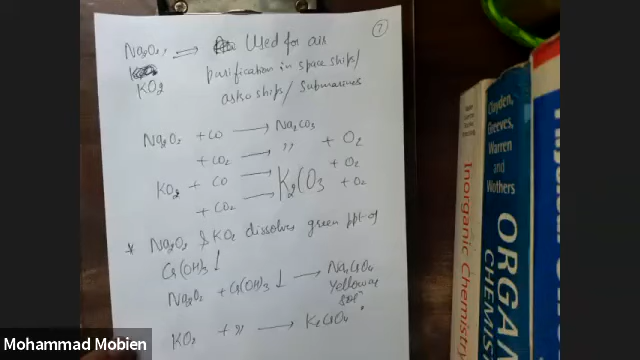 7
Na2O2, ⇌ Used for air
KO2 purification in space ships/
astro ships/ Submarines
Na2O2 + CO ⟶ Na2CO3
+ CO2 ⟶ " + O2
KO2 + CO ⟶ K2CO3 + O2
+ CO2 ⟶ + O2
* Na2O2 & KO2 dissolves green ppt of
Cr(OH)3 ↓
Na2O2 + Cr(OH)3 ↓ ⟶ Na2CrO4
Yellow
sol^n
KO2 + " ⟶ K2CrO4
Inorganic Chemistry
Clayden,
Greeves,
Warren
and
Wothers
ORGAN
CHEMIS
Mohammad Mobien